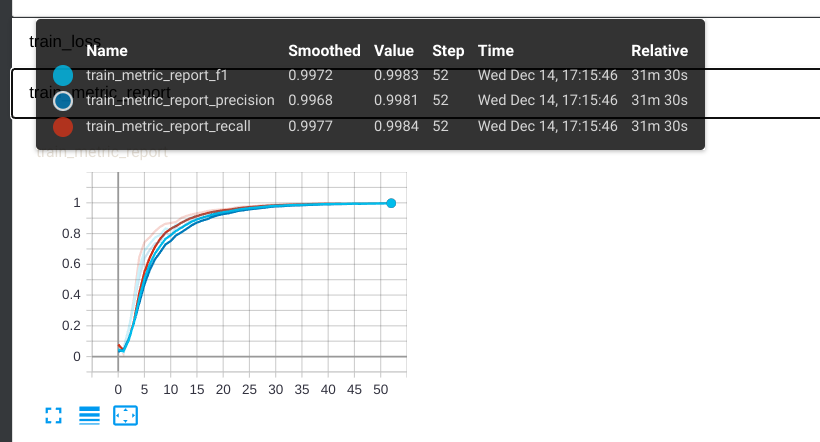 train_loss
Name Smoothed Value Step Time Relative
train_metric_report_f1 0.9972 0.9983 52 Wed Dec 14, 17:15:46 31m 30s
train_metric_report
train_metric_report_precision 0.9968 0.9981 52 Wed Dec 14, 17:15:46 31m 30s
train_metric_report_recall 0.9977 0.9984 52 Wed Dec 14, 17:15:46 31m 30s
train_metric_report
1
0.8
0.6
0.4
0.2
0
0 5 10 15 20 25 30 35 40 45 50